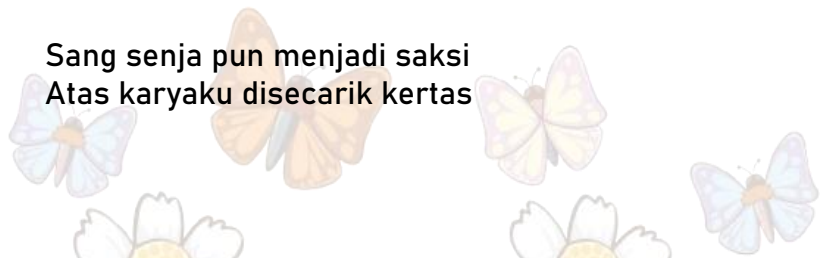 Sang senja pun menjadi saksi
Atas karyaku disecarik kertas